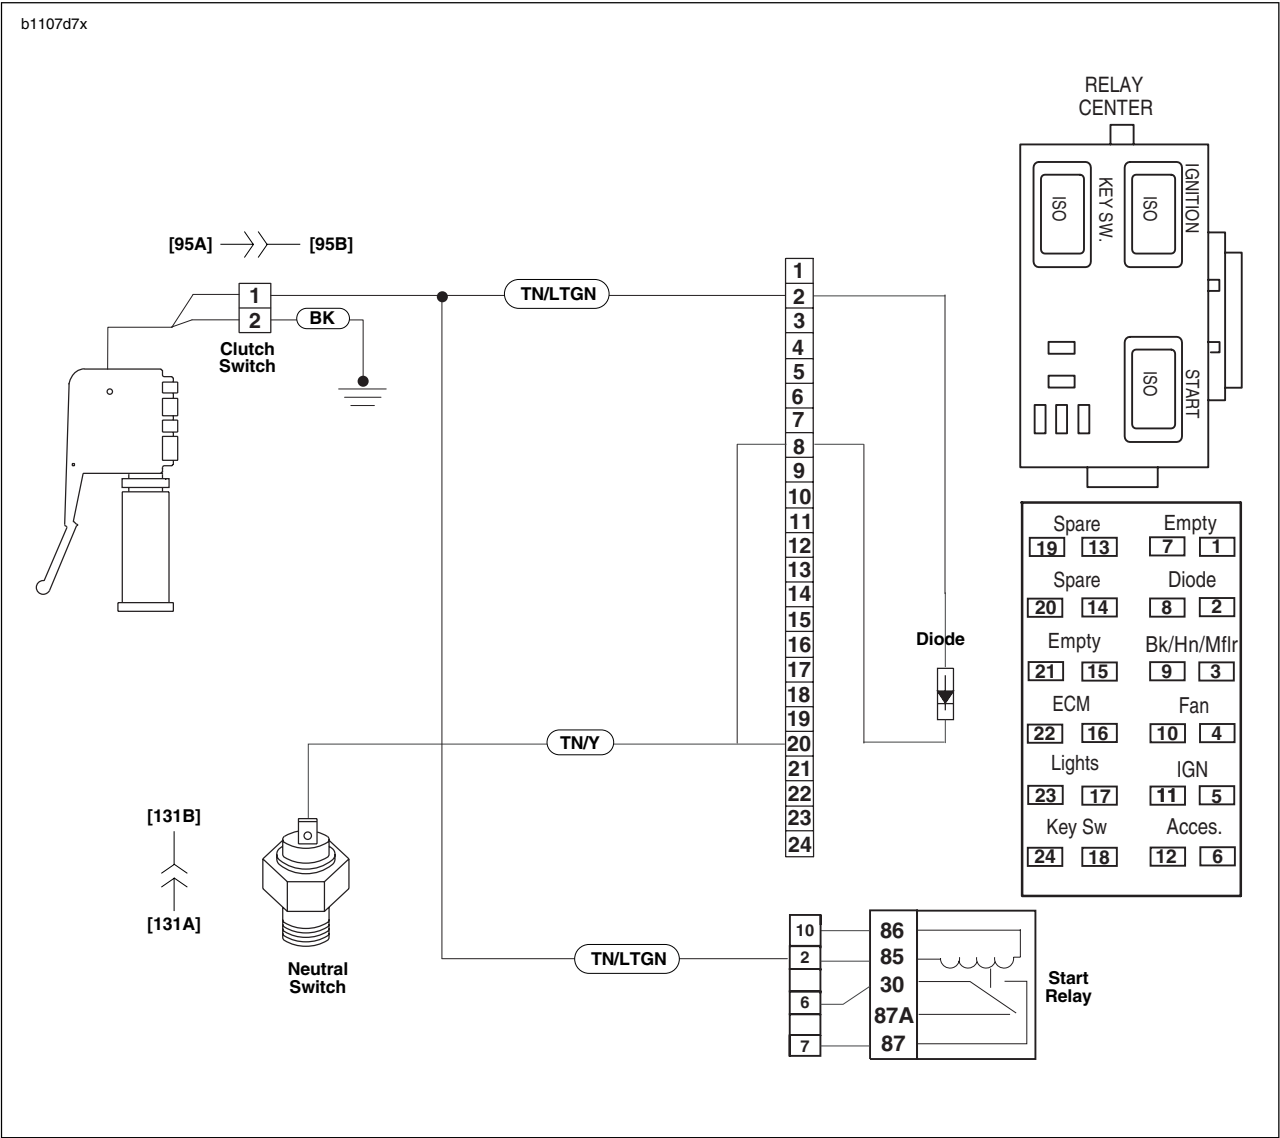 b1107d7x
RELAY
CENTER
KEY SW.
ISO
IGNITION
ISO
START
ISO
[95A]
[95B]
1
2
Clutch
Switch
BK
TN/LTGN
1
2
3
4
5
6
7
8
9
10
11
12
13
14
15
16
17
18
19
20
21
22
23
24
Diode
TN/Y
[131B]
[131A]
Neutral
Switch
TN/LTGN
10
2
6
7
86
85
30
87A
87
Start
Relay
Spare Empty
19 13 7 1
Spare Diode
20 14 8 2
Empty Bk/Hn/Mflr
21 15 9 3
ECM Fan
22 16 10 4
Lights IGN
23 17 11 5
Key Sw Acces.
24 18 12 6